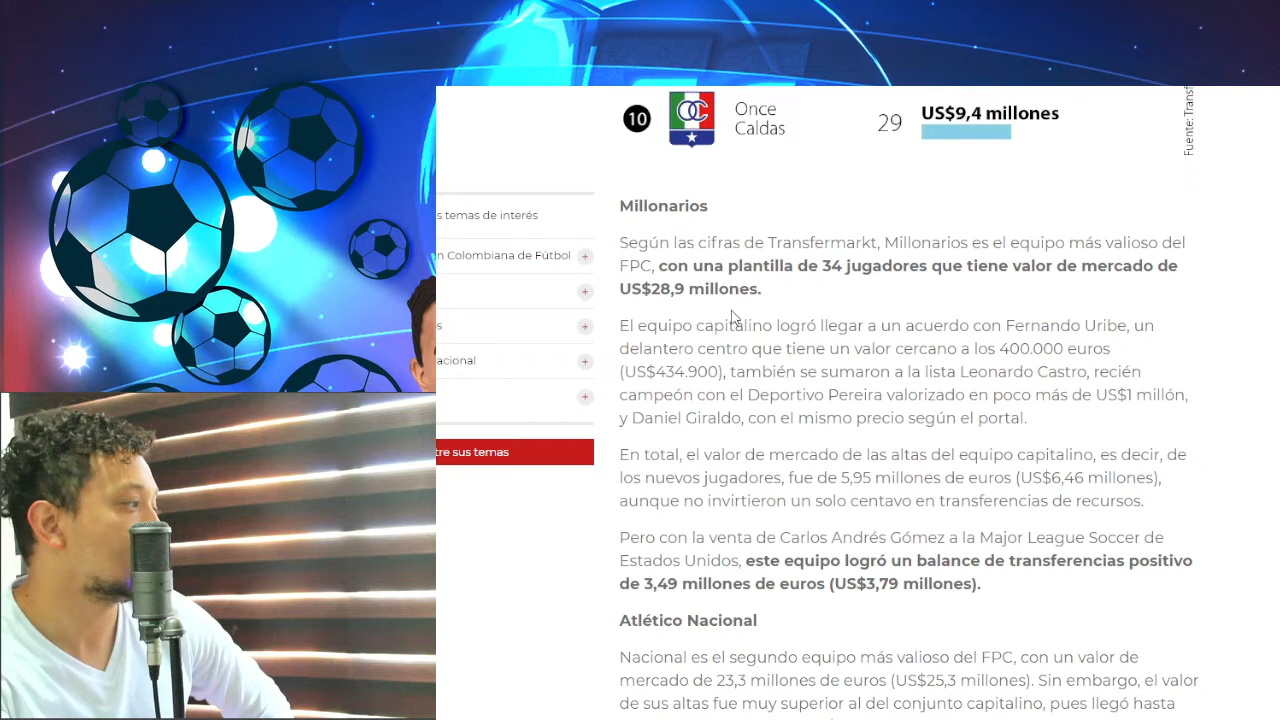 10
OC
Once
Caldas
29
US$9,4 millones
Fuente: Transf
s temas de interés
n Colombiana de Fútbol
+
+
s
+
acional
+
+
tre sus temas
Millonarios
Según las cifras de Transfermarkt, Millonarios es el equipo más valioso del
FPC, con una plantilla de 34 jugadores que tiene valor de mercado de
US$28,9 millones.
El equipo capitalino logró llegar a un acuerdo con Fernando Uribe, un
delantero centro que tiene un valor cercano a los 400.000 euros
(US$434.900), también se sumaron a la lista Leonardo Castro, recién
campeón con el Deportivo Pereira valorizado en poco más de US$1 millón,
y Daniel Giraldo, con el mismo precio según el portal.
En total, el valor de mercado de las altas del equipo capitalino, es decir, de
los nuevos jugadores, fue de 5,95 millones de euros (US$6,46 millones),
aunque no invirtieron un solo centavo en transferencias de recursos.
Pero con la venta de Carlos Andrés Gómez a la Major League Soccer de
Estados Unidos, este equipo logró un balance de transferencias positivo
de 3,49 millones de euros (US$3,79 millones).
Atlético Nacional
Nacional es el segundo equipo más valioso del FPC, con un valor de
mercado de 23,3 millones de euros (US$25,3 millones). Sin embargo, el valor
de sus altas fue muy superior al del conjunto capitalino, pues llegó hasta